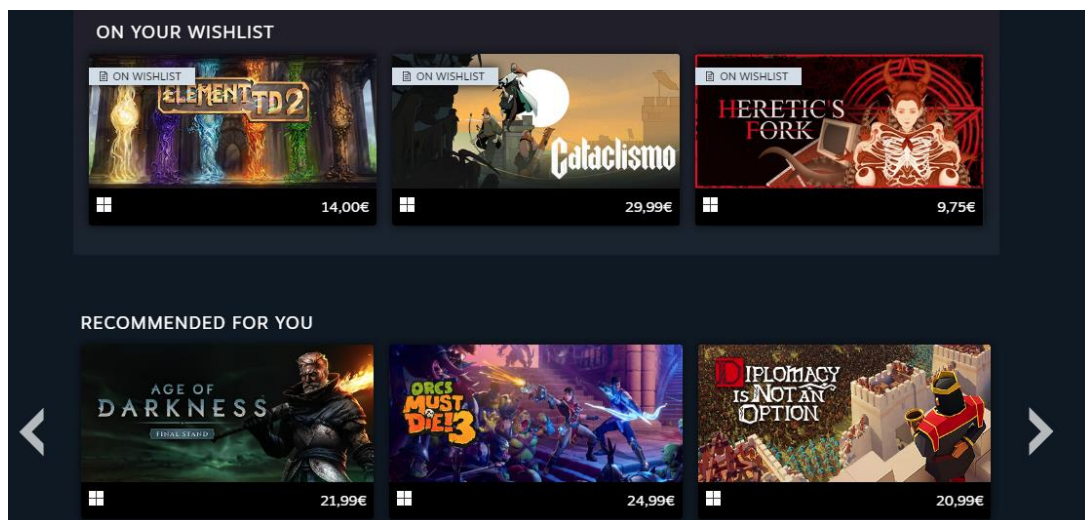 ON YOUR WISHLIST
ON WISHLIST
ELEMENT TD 2
14,00€
ON WISHLIST
Cataclismo
29,99€
ON WISHLIST
HERETIC'S
FORK
9,75€
RECOMMENDED FOR YOU
AGE OF
DARKNESS
FINAL STAND
21,99€
ORCS
MUST
DIE! 3
24,99€
DIPLOMACY
IS NOT AN
OPTION
20,99€